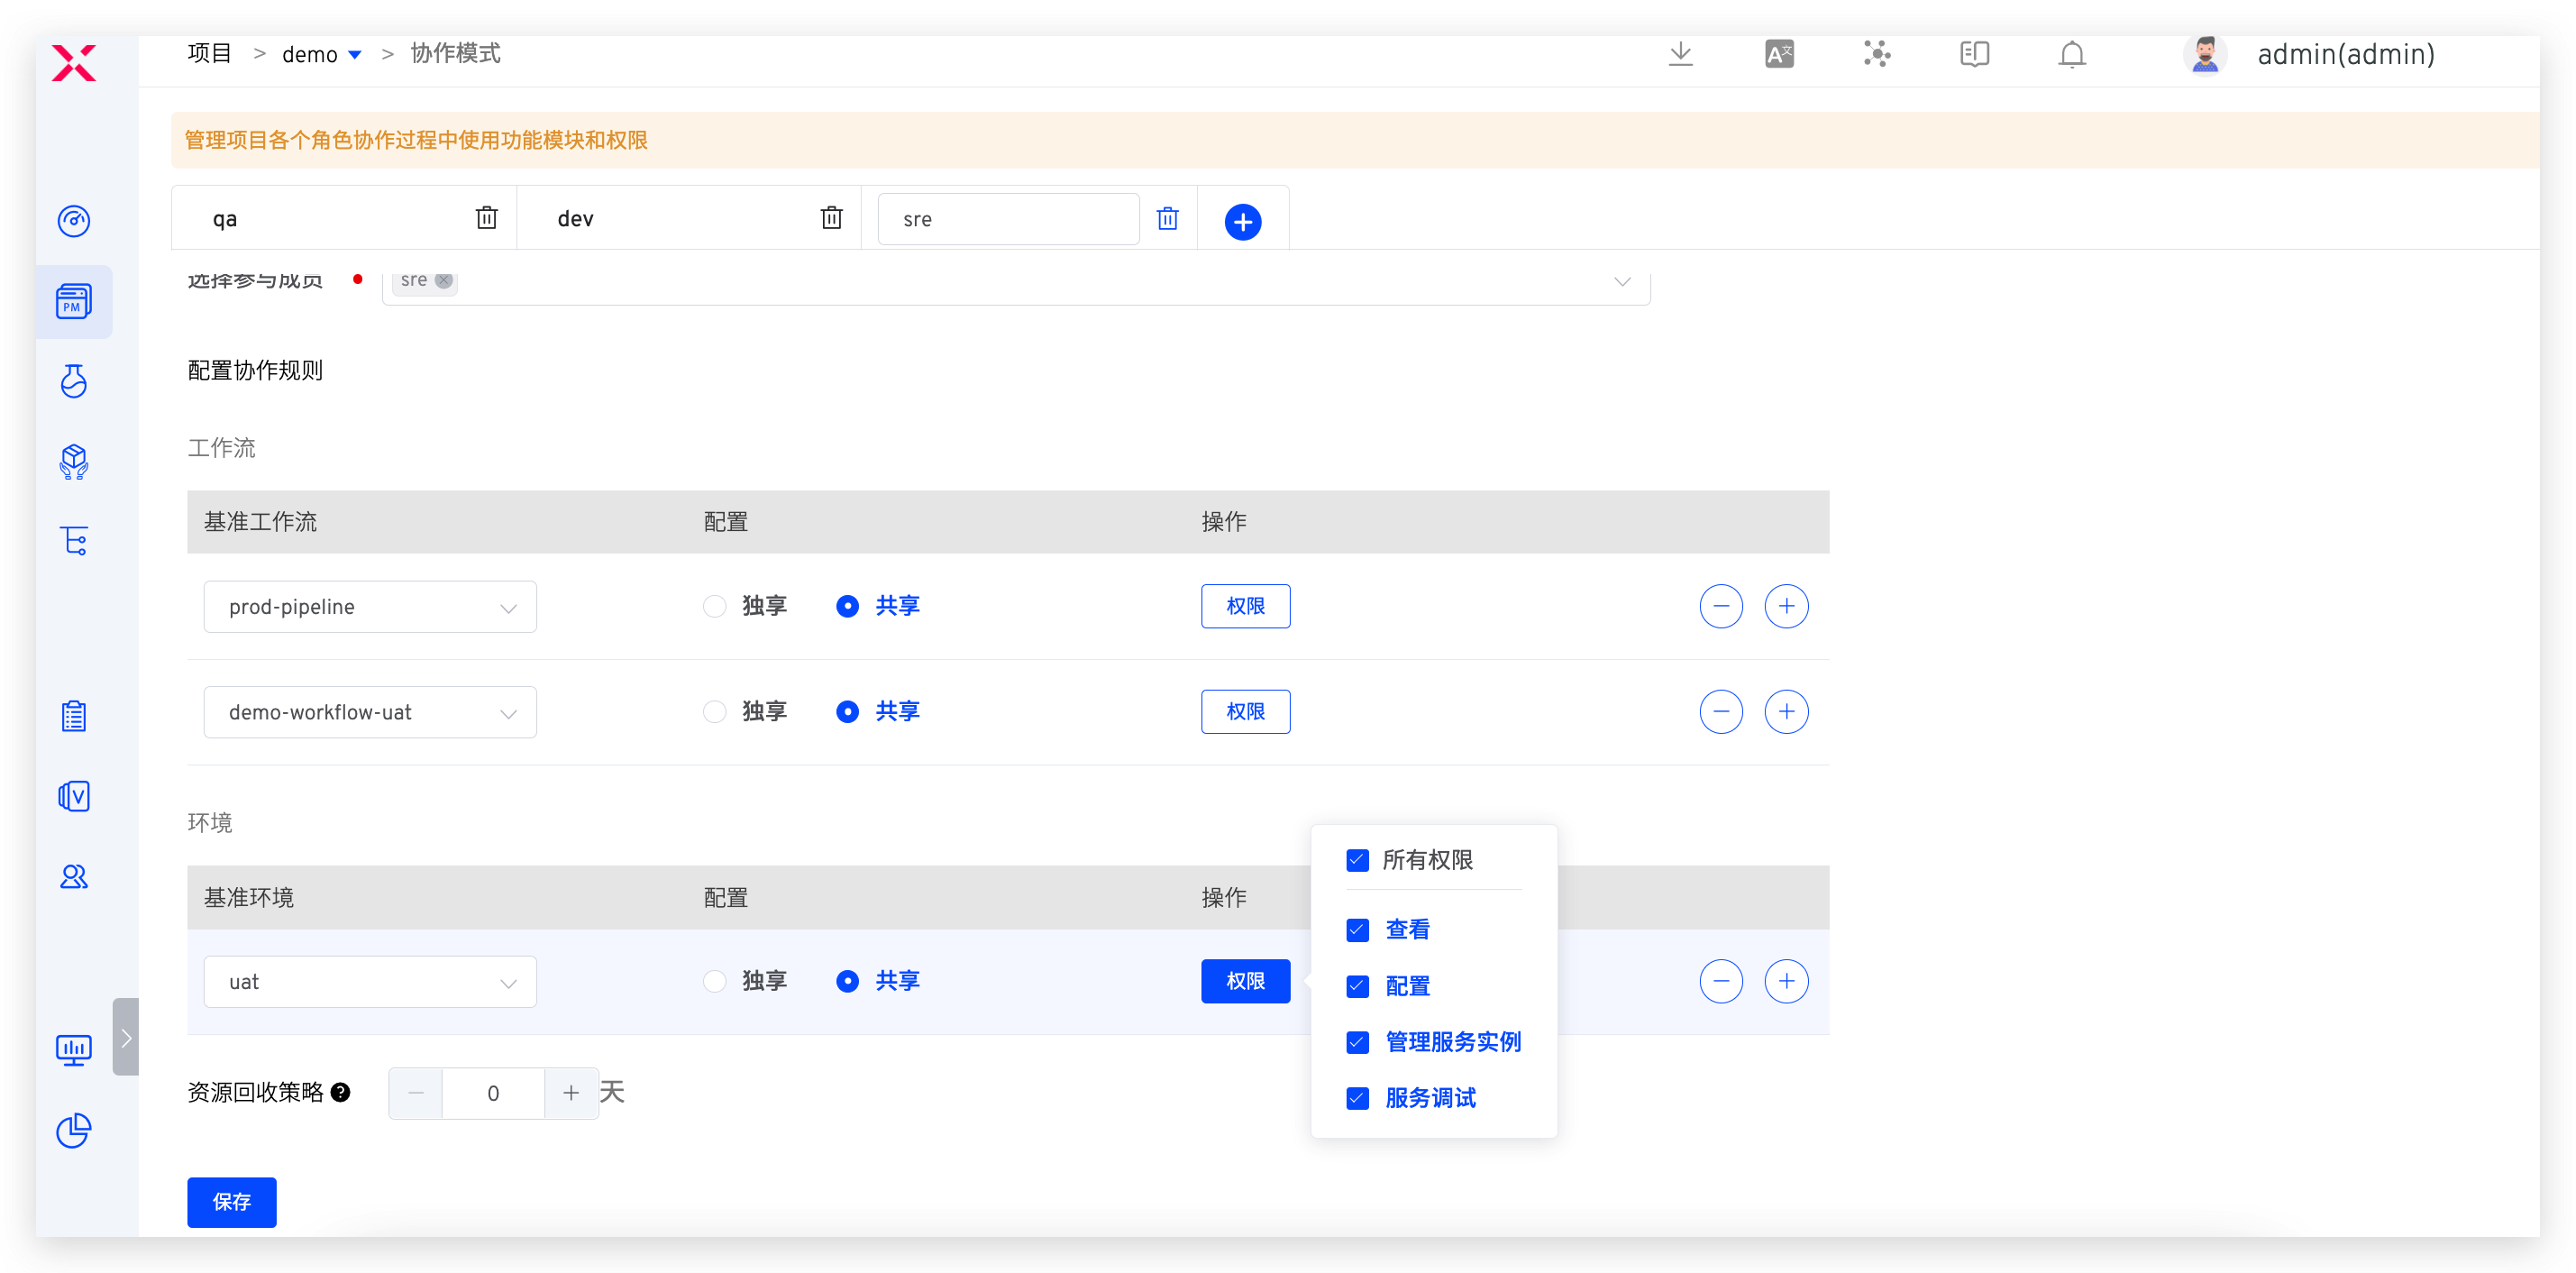 项目 > demo > 协作模式
admin(admin)
管理项目各个角色协作过程中使用功能模块和权限
qa dev sre
选择参与成员 sre
配置协作规则
工作流
基准工作流 配置 操作
prod-pipeline 独享 共享 权限
demo-workflow-uat 独享 共享 权限
环境
基准环境 配置 操作
uat 独享 共享 权限
所有权限
查看
配置
管理服务实例
服务调试
资源回收策略 0 天
保存
PM
V